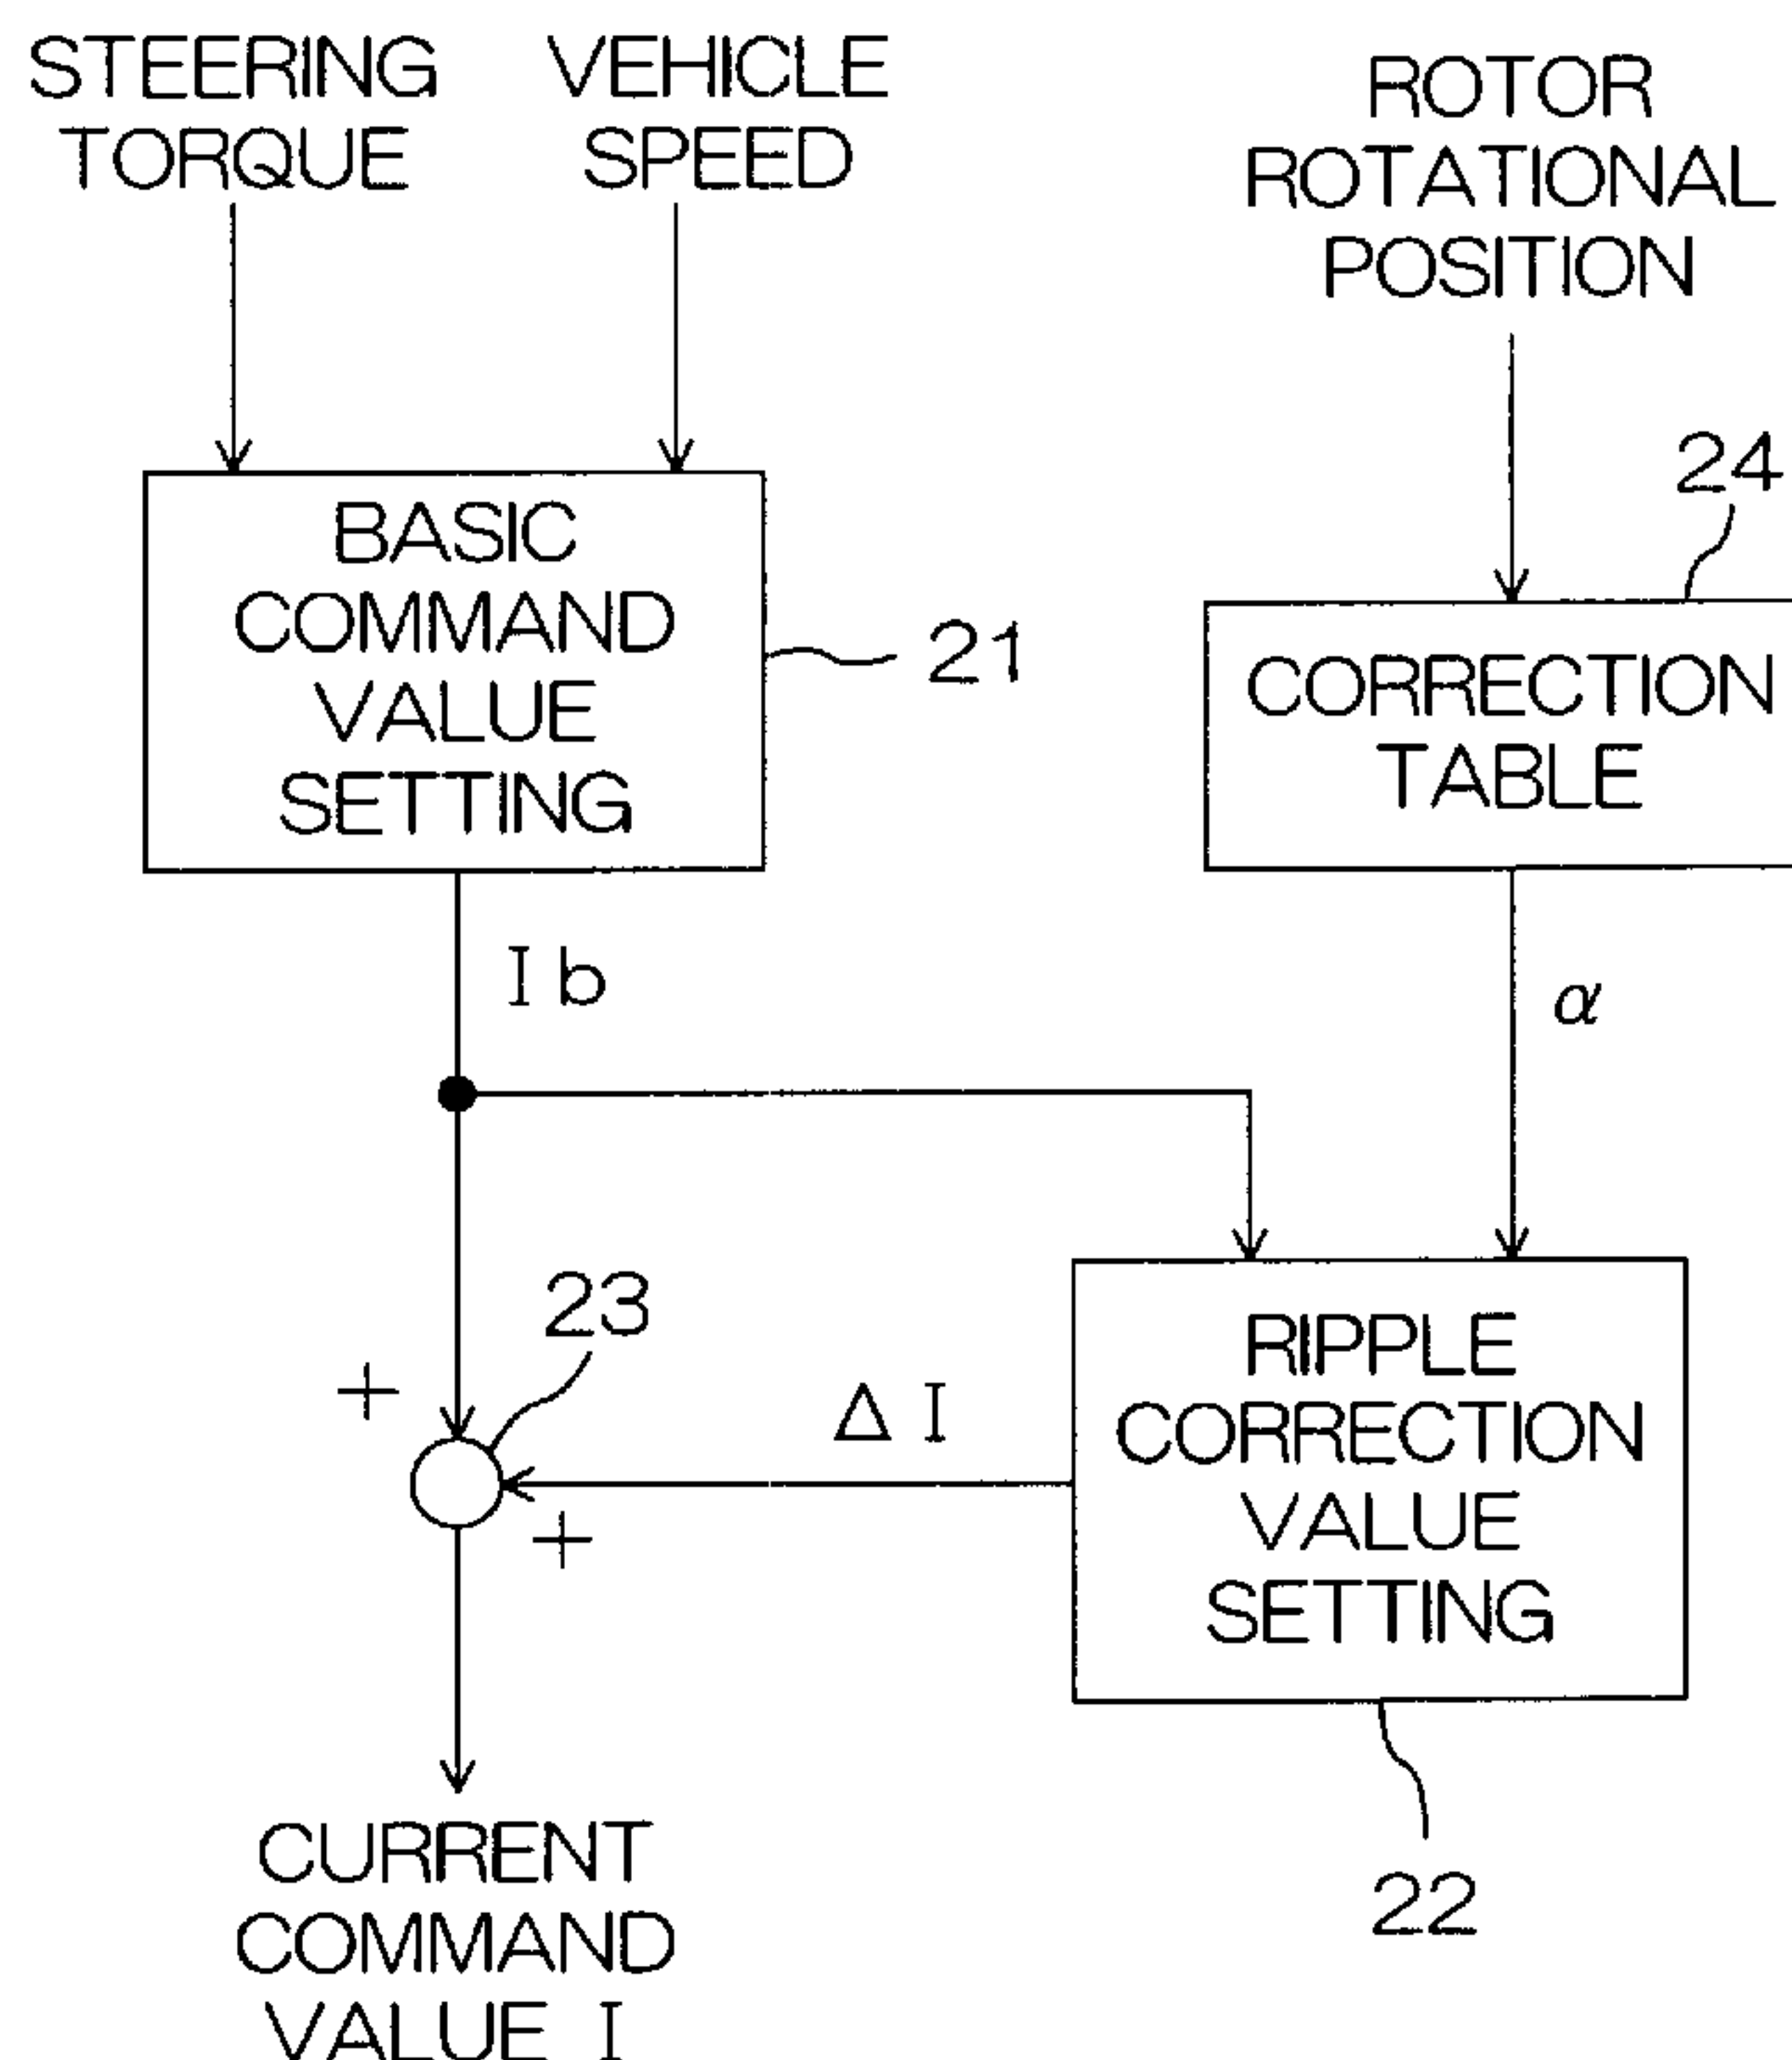 STEERING
TORQUE
VEHICLE
SPEED
ROTOR
ROTATIONAL
POSITION
24
BASIC
COMMAND
VALUE
SETTING
21
CORRECTION
TABLE
Ib
α
23
+
ΔI
+
RIPPLE
CORRECTION
VALUE
SETTING
22
CURRENT
COMMAND
VALUE I